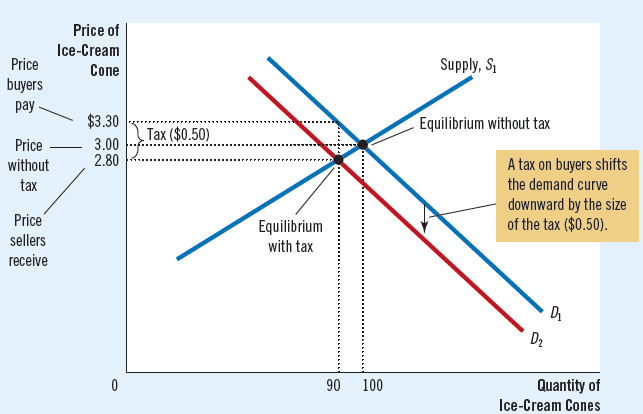 Price of
Ice-Cream
Cone
Price
buyers
pay
$3.30
Tax ($0.50)
Price
without
tax
3.00
2.80
Price
sellers
receive
Supply, S1
Equilibrium without tax
A tax on buyers shifts
the demand curve
downward by the size
of the tax ($0.50).
Equilibrium
with tax
D1
D2
0
90
100
Quantity of
Ice-Cream Cones